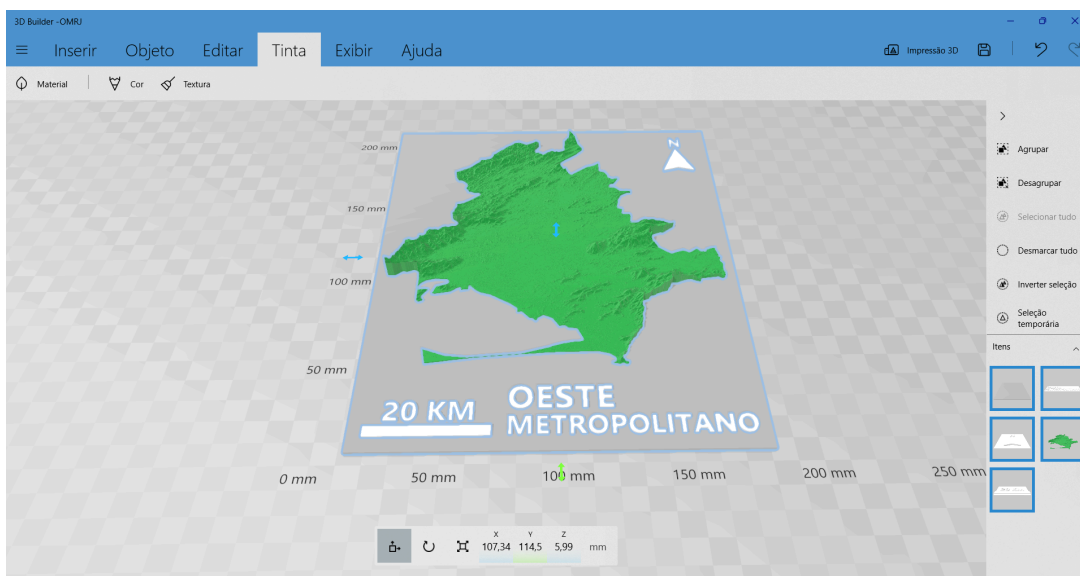 3D Builder -OMRJ
Inserir Objeto Editar Tinta Exibir Ajuda Impressão 3D
Material Cor Textura
200 mm
N
Agrupar
150 mm
Desagrupar
Selecionar tudo
Desmarcar tudo
100 mm
Inverter seleção
Seleção
temporária
Itens
50 mm
20 KM
OESTE
METROPOLITANO
0 mm 50 mm 100 mm 150 mm 200 mm 250 mm
X Y Z
107,34 114,5 5,99 mm